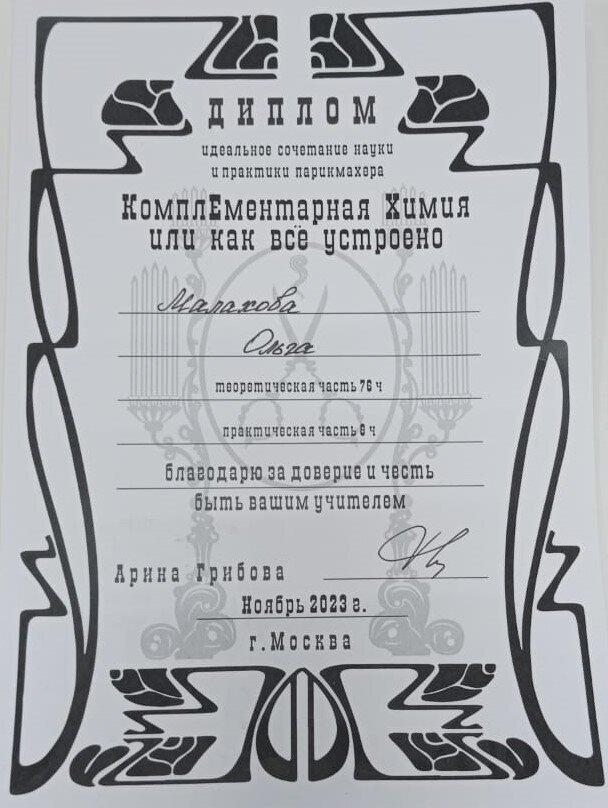 ДИПЛОМ
идеальное сочетание науки
и практики парикмахера
КомплЕментарная Химия
или как всё устроено
Малахова
Ольга
теоретическая часть 76 ч
практическая часть 8 ч
благодарю за доверие и честь
быть вашим учителем
Арина Грибова
Ноябрь 2023 г.
г. Москва